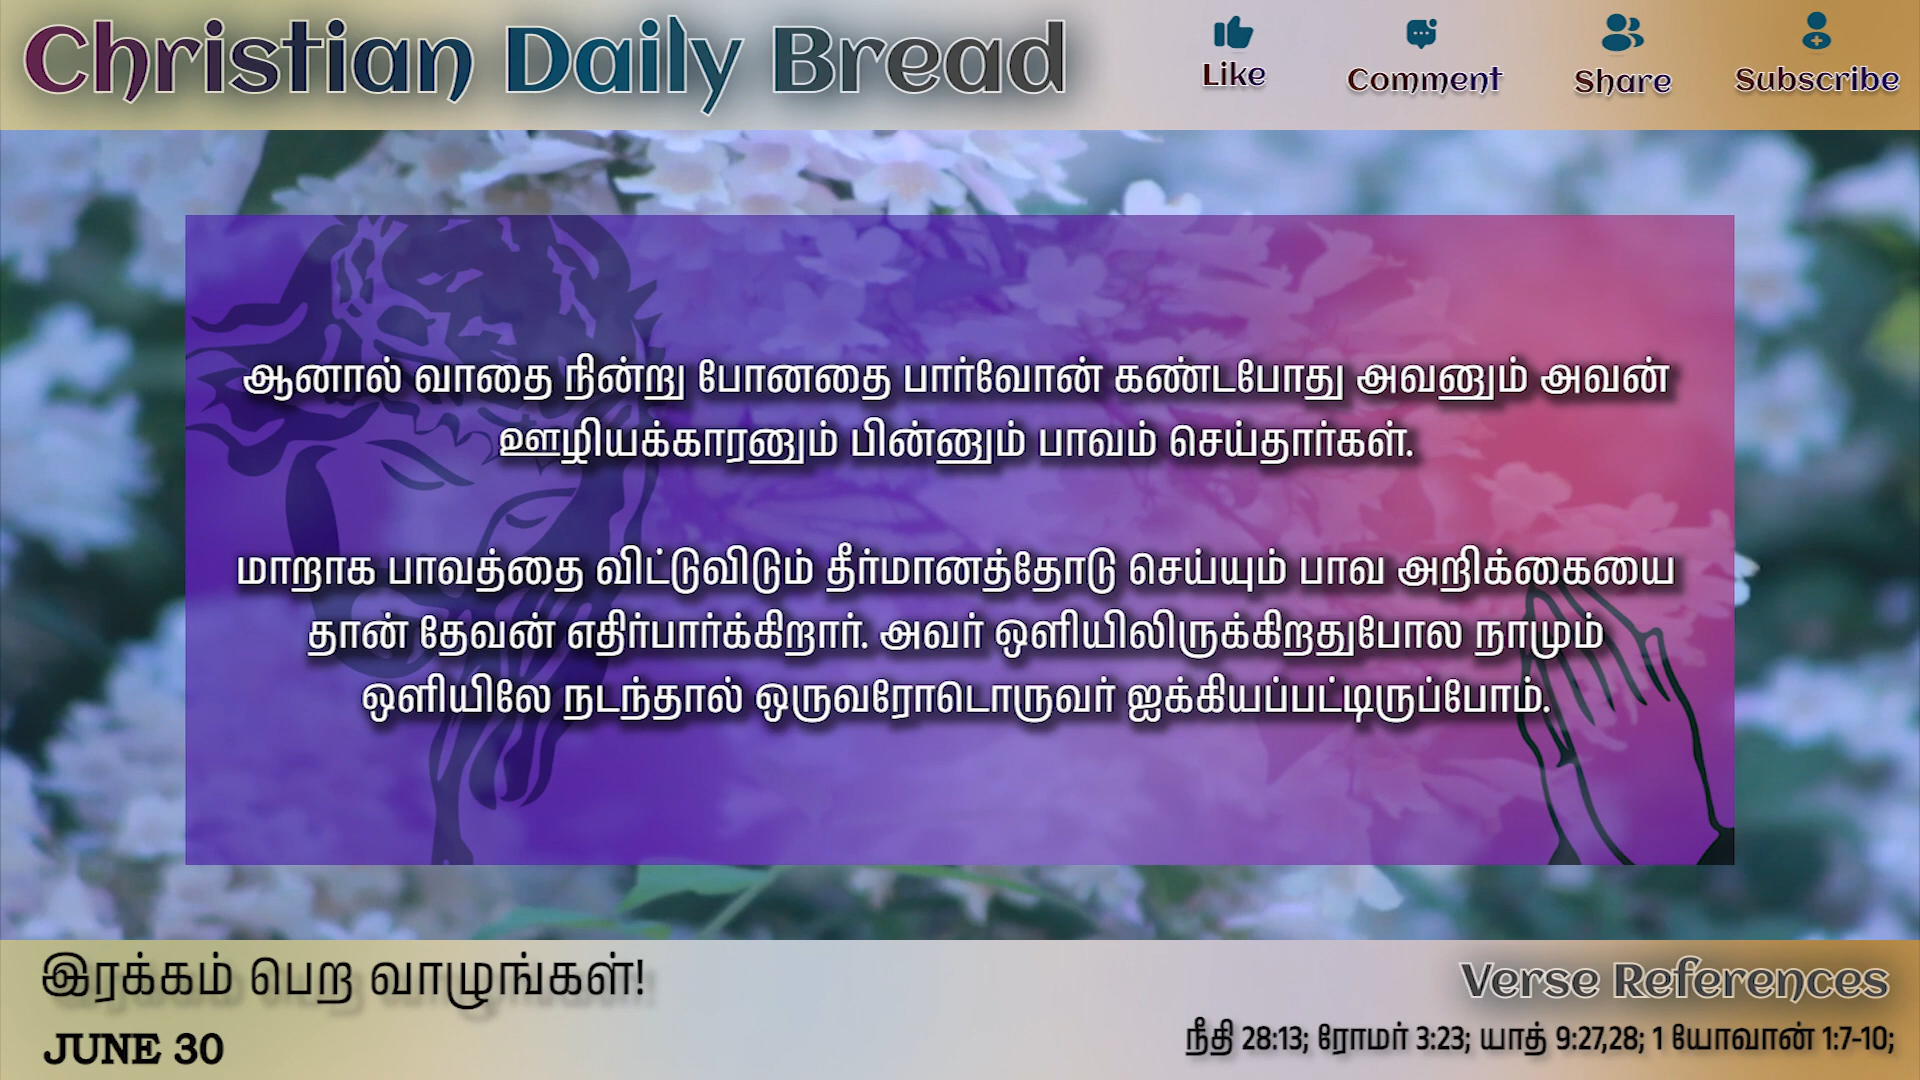 Christian Daily Bread
Like
Comment
Share
Subscribe
ஆனால் வாதை நின்று போனதை பார்வோன் கண்டபோது அவனும் அவன்
ஊழியக்காரனும் பின்னும் பாவம் செய்தார்கள்.
மாறாக பாவத்தை விட்டுவிடும் தீர்மானத்தோடு செய்யும் பாவ அறிக்கையை
தான் தேவன் எதிர்பார்க்கிறார். அவர் ஒளியிலிருக்கிறதுபோல நாமும்
ஒளியிலே நடந்தால் ஒருவரோடொருவர் ஐக்கியப்பட்டிருப்போம்.
இரக்கம் பெற வாழுங்கள்!
JUNE 30
Verse References
நீதி 28:13; ரோமர் 3:23; யாத் 9:27,28; 1 யோவான் 1:7-10;